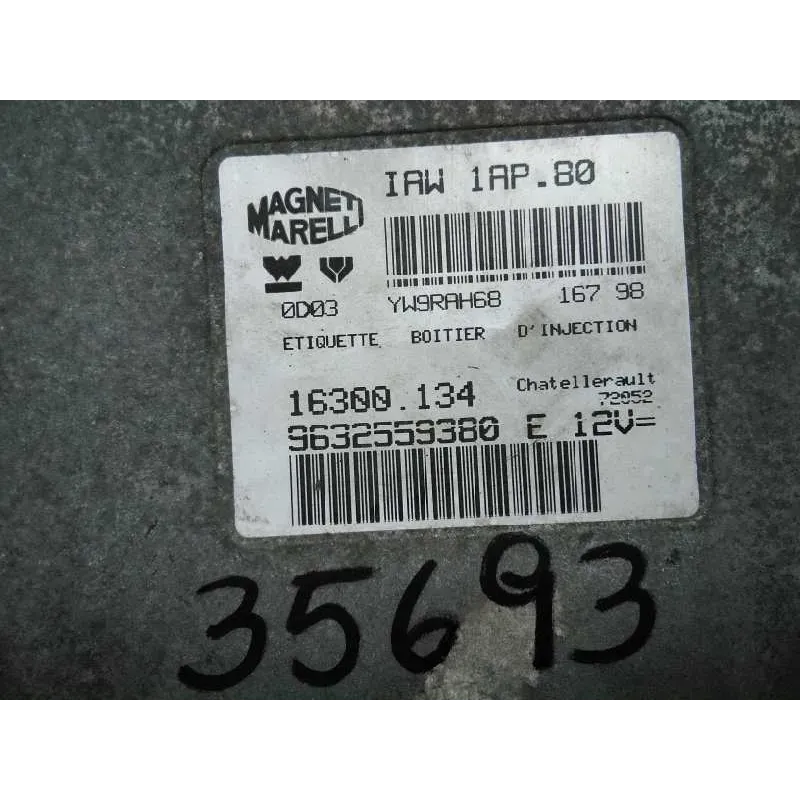 IAW 1AP.80
MAGNETI
MARELLI
0D03 YW9RAH68 167 98
ETIQUETTE BOITIER D'INJECTION
16300.134 Chatellerault
72052
9632559380 E 12V=
35693